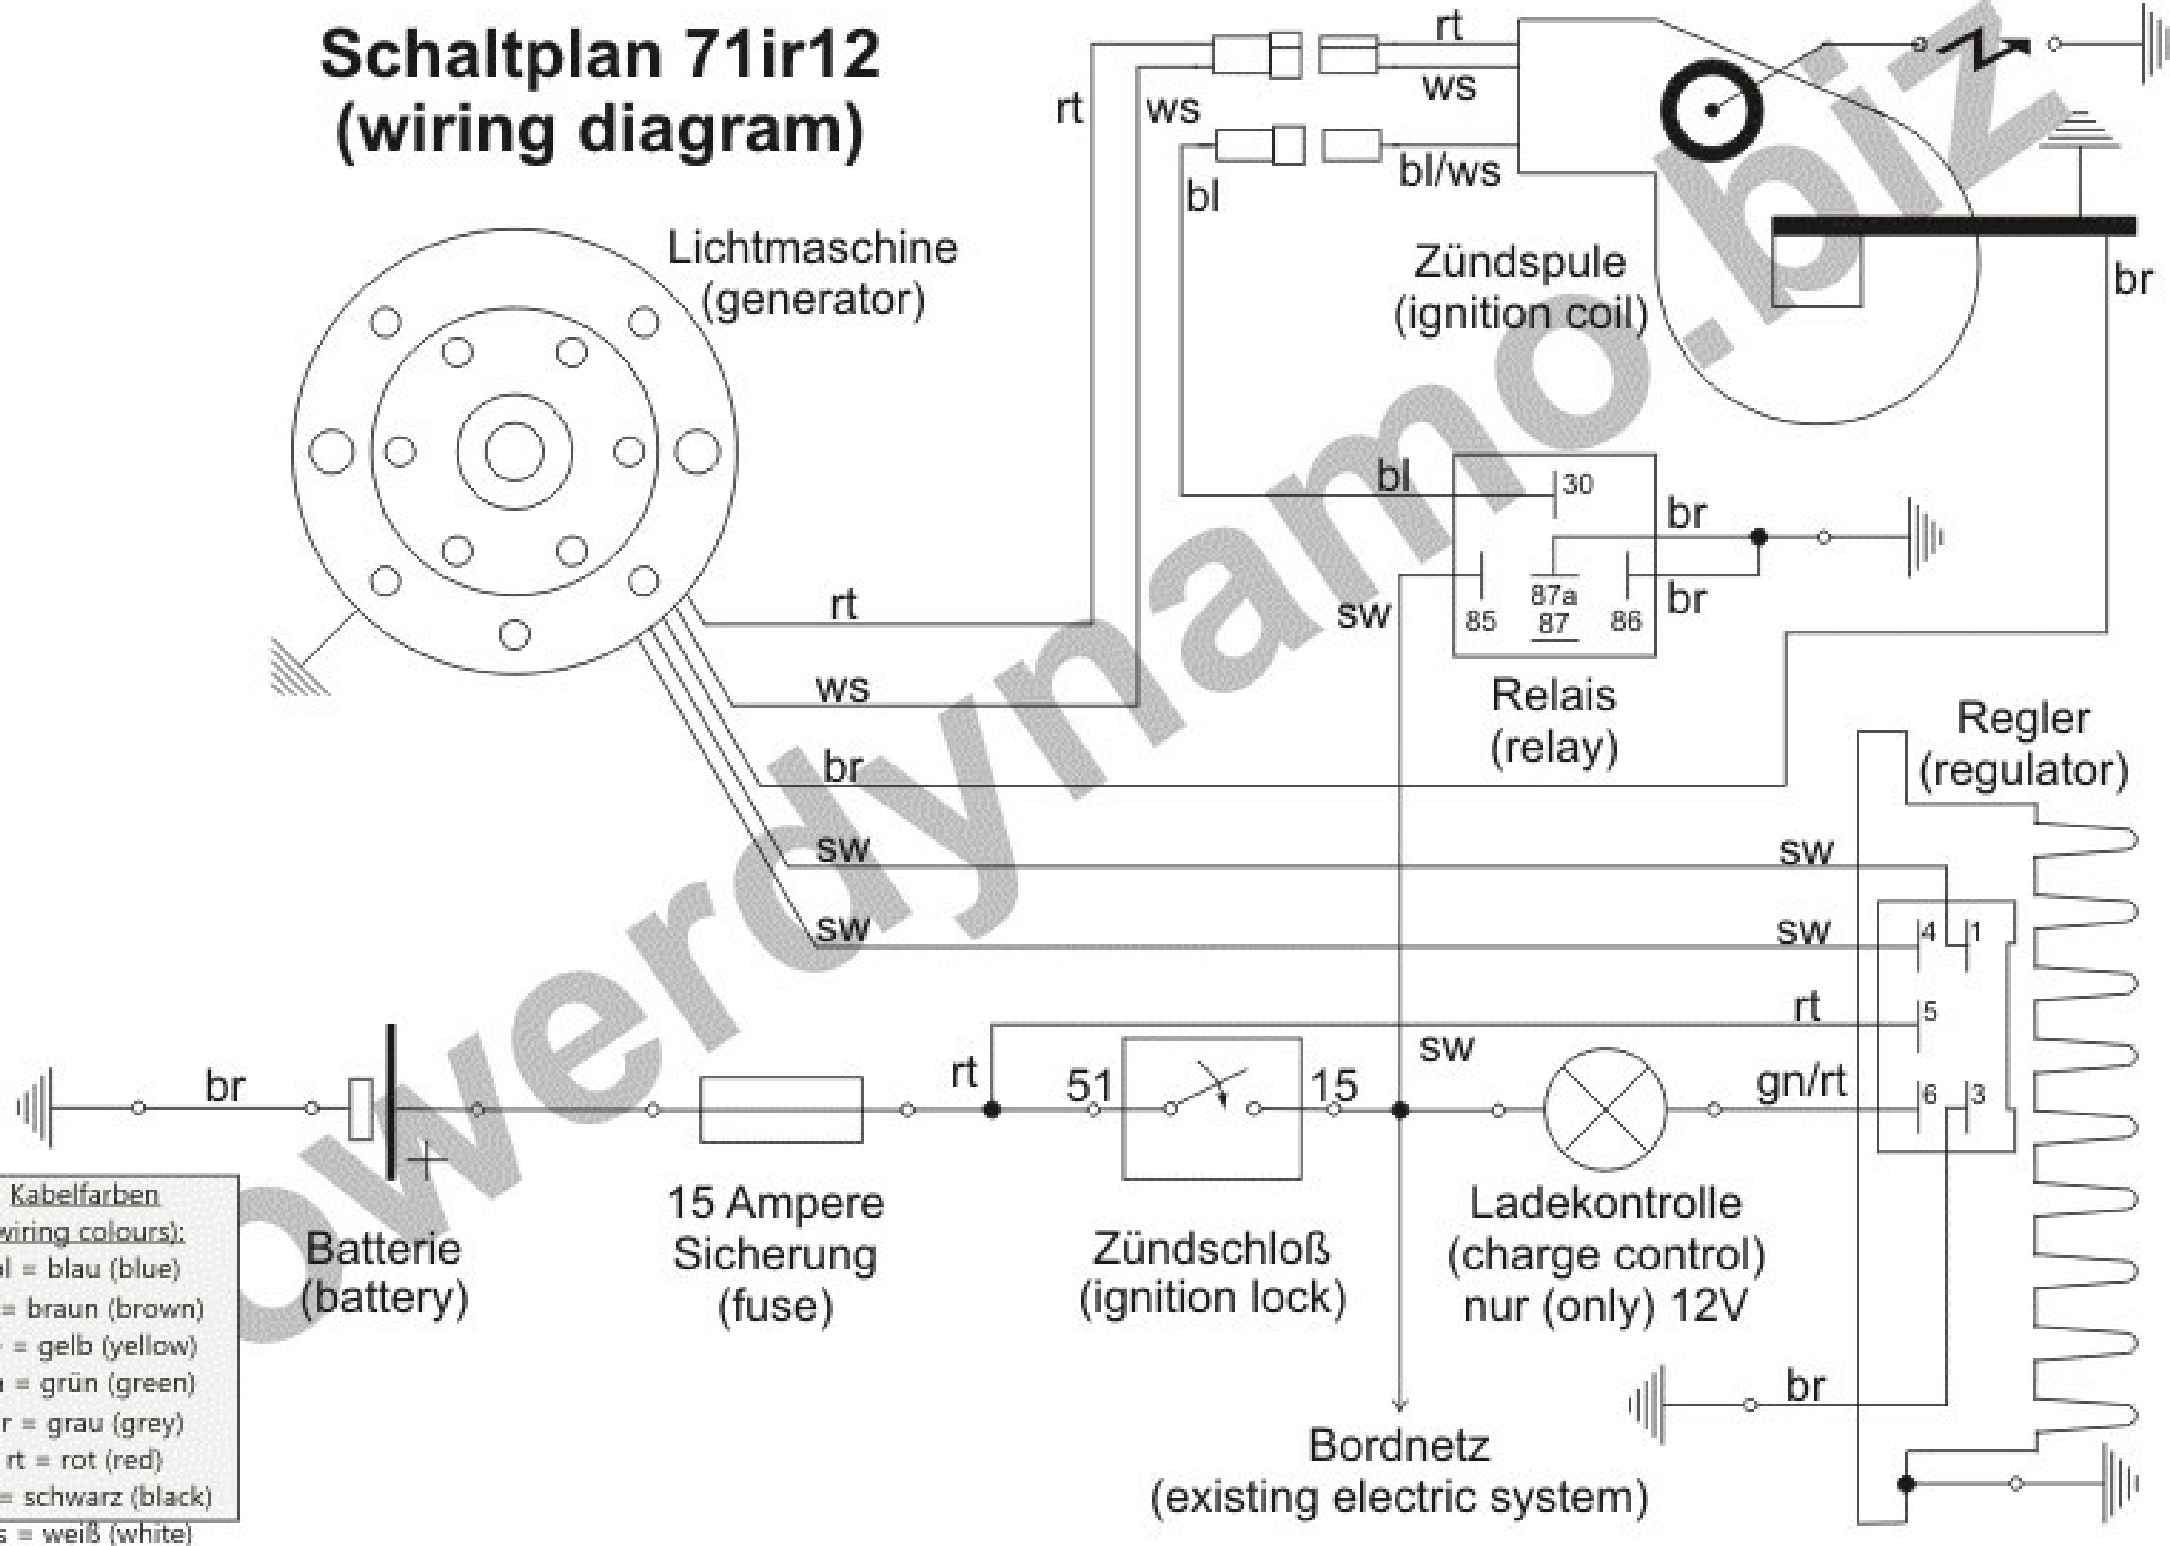 Schaltplan 71ir12
(wiring diagram)
rt
ws
rt
ws
bl/ws
bl
Lichtmaschine
(generator)
Zündspule
(ignition coil)
br
bl
30
br
87a
br
sw
85
87
86
rt
ws
Relais
(relay)
Regler
(regulator)
br
sw
sw
sw
sw
4
1
rt
5
sw
br
rt
51
15
gn/rt
6
3
+
15 Ampere
Sicherung
(fuse)
Batterie
(battery)
Zündschloß
(ignition lock)
Ladekontrolle
(charge control)
nur (only) 12V
br
Bordnetz
(existing electric system)
Kabelfarben
wiring colours):
l = blau (blue)
= braun (brown)
= gelb (yellow)
= grün (green)
r = grau (grey)
rt = rot (red)
= schwarz (black)
s = weiß (white)
owerdynamo.biz